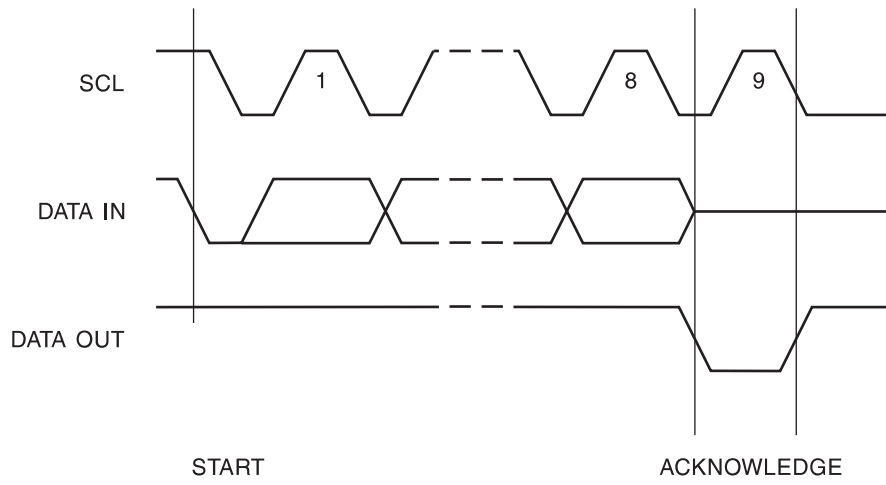 SCL
1
8
9
DATA IN
DATA OUT
START
ACKNOWLEDGE